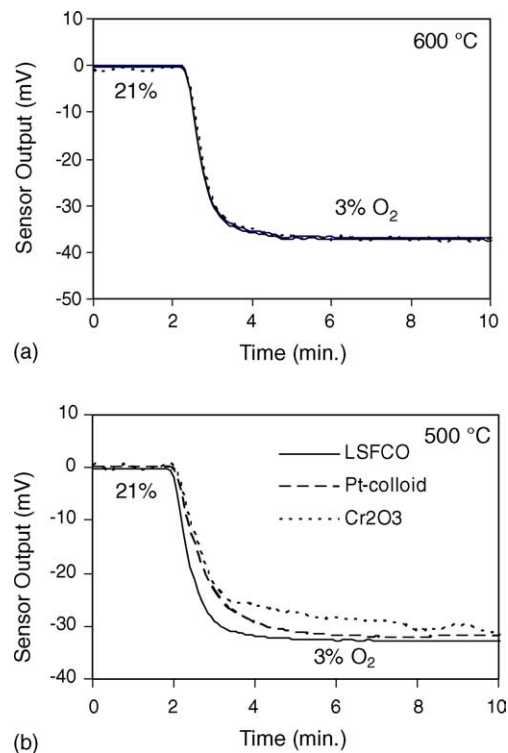 600 °C
10
0
-10
-20
-30
-40
-50
Sensor Output (mV)
21%
3% O₂
0 2 4 6 8 10
Time (min.)
(a)
500 °C
10
0
-10
-20
-30
-40
Sensor Output (mV)
21%
LSFCO
Pt-colloid
Cr2O3
3% O₂
0 2 4 6 8 10
Time (min.)
(b)